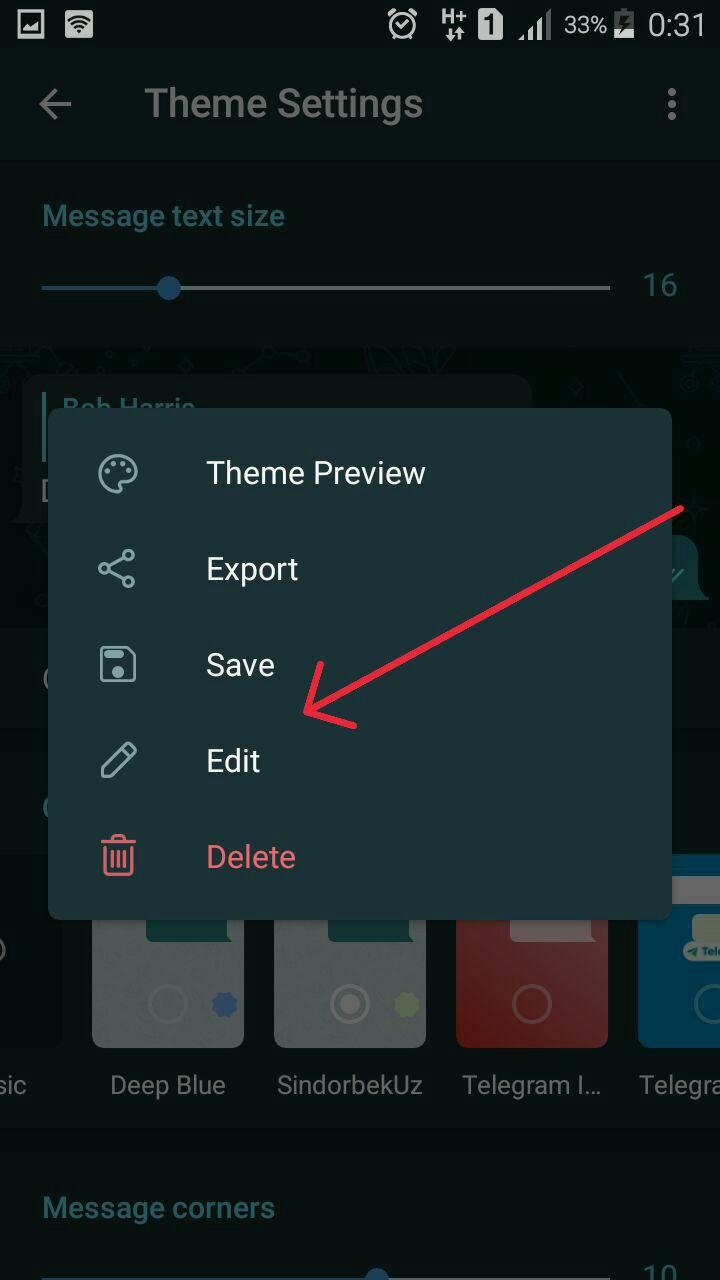 H+ 1 33% 0:31
Theme Settings
Message text size
16
Bob Harris
Theme Preview
Export
Save
Edit
Delete
sic Deep Blue SindorbekUz Telegram I... Telegra
Message corners
10